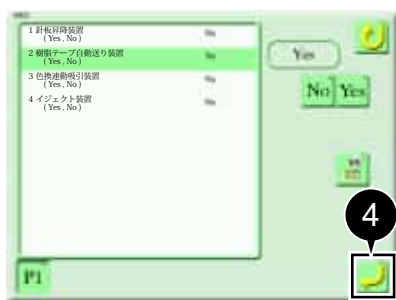 1 針板昇降装置 No
( Yes , No )
2 樹脂テープ自動送り装置 No
( Yes , No )
3 色換連動吸引装置 No
( Yes , No )
4 イジェクト装置 No
( Yes , No )
Yes
No Yes
4
P1